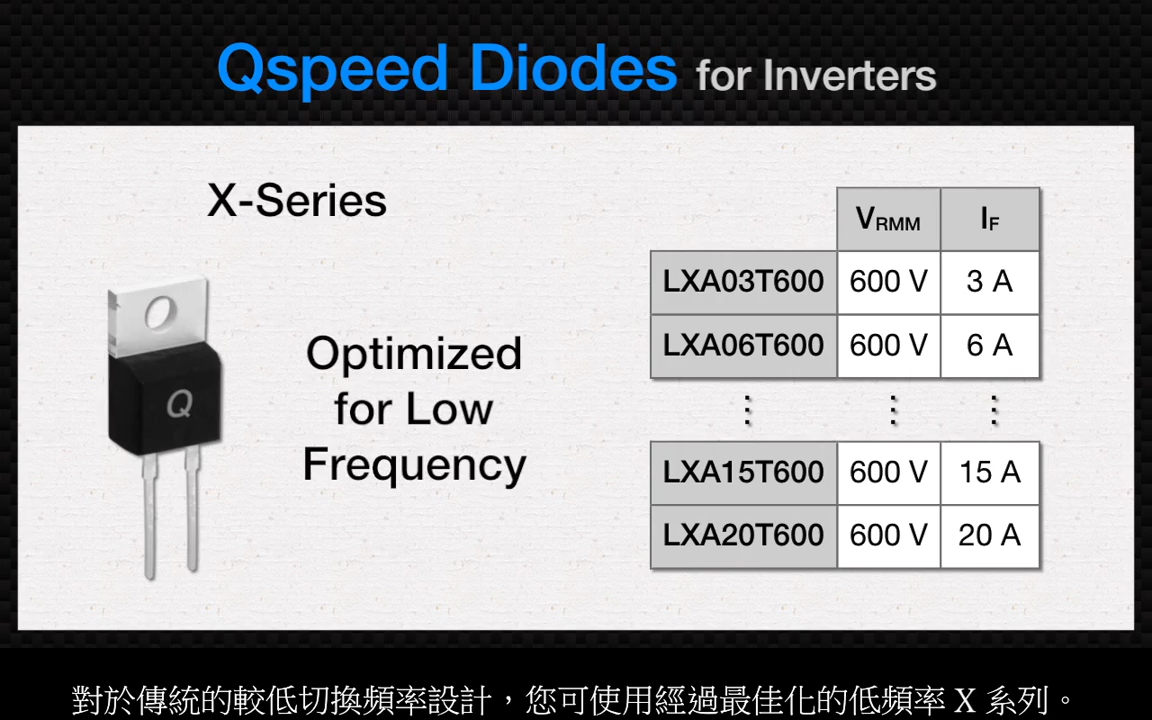 Qspeed Diodes for Inverters
X-Series
Q
Optimized
for Low
Frequency
VRMM IF
LXA03T600 600 V 3 A
LXA06T600 600 V 6 A
⋮ ⋮ ⋮
LXA15T600 600 V 15 A
LXA20T600 600 V 20 A
對於傳統的較低切換頻率設計，您可使用經過最佳化的低頻率 X 系列。